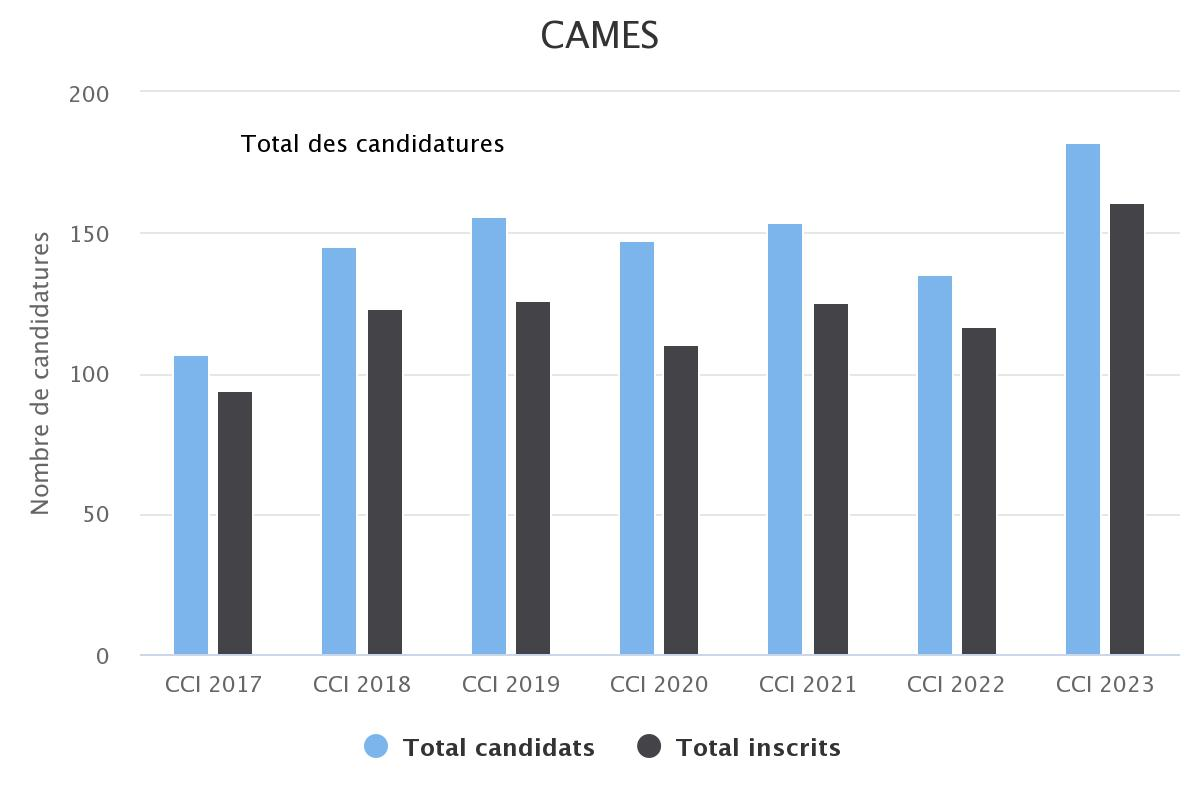 CAMES
Total des candidatures
Nombre de candidatures
200
150
100
50
0
CCI 2017
CCI 2018
CCI 2019
CCI 2020
CCI 2021
CCI 2022
CCI 2023
Total candidats
Total inscrits